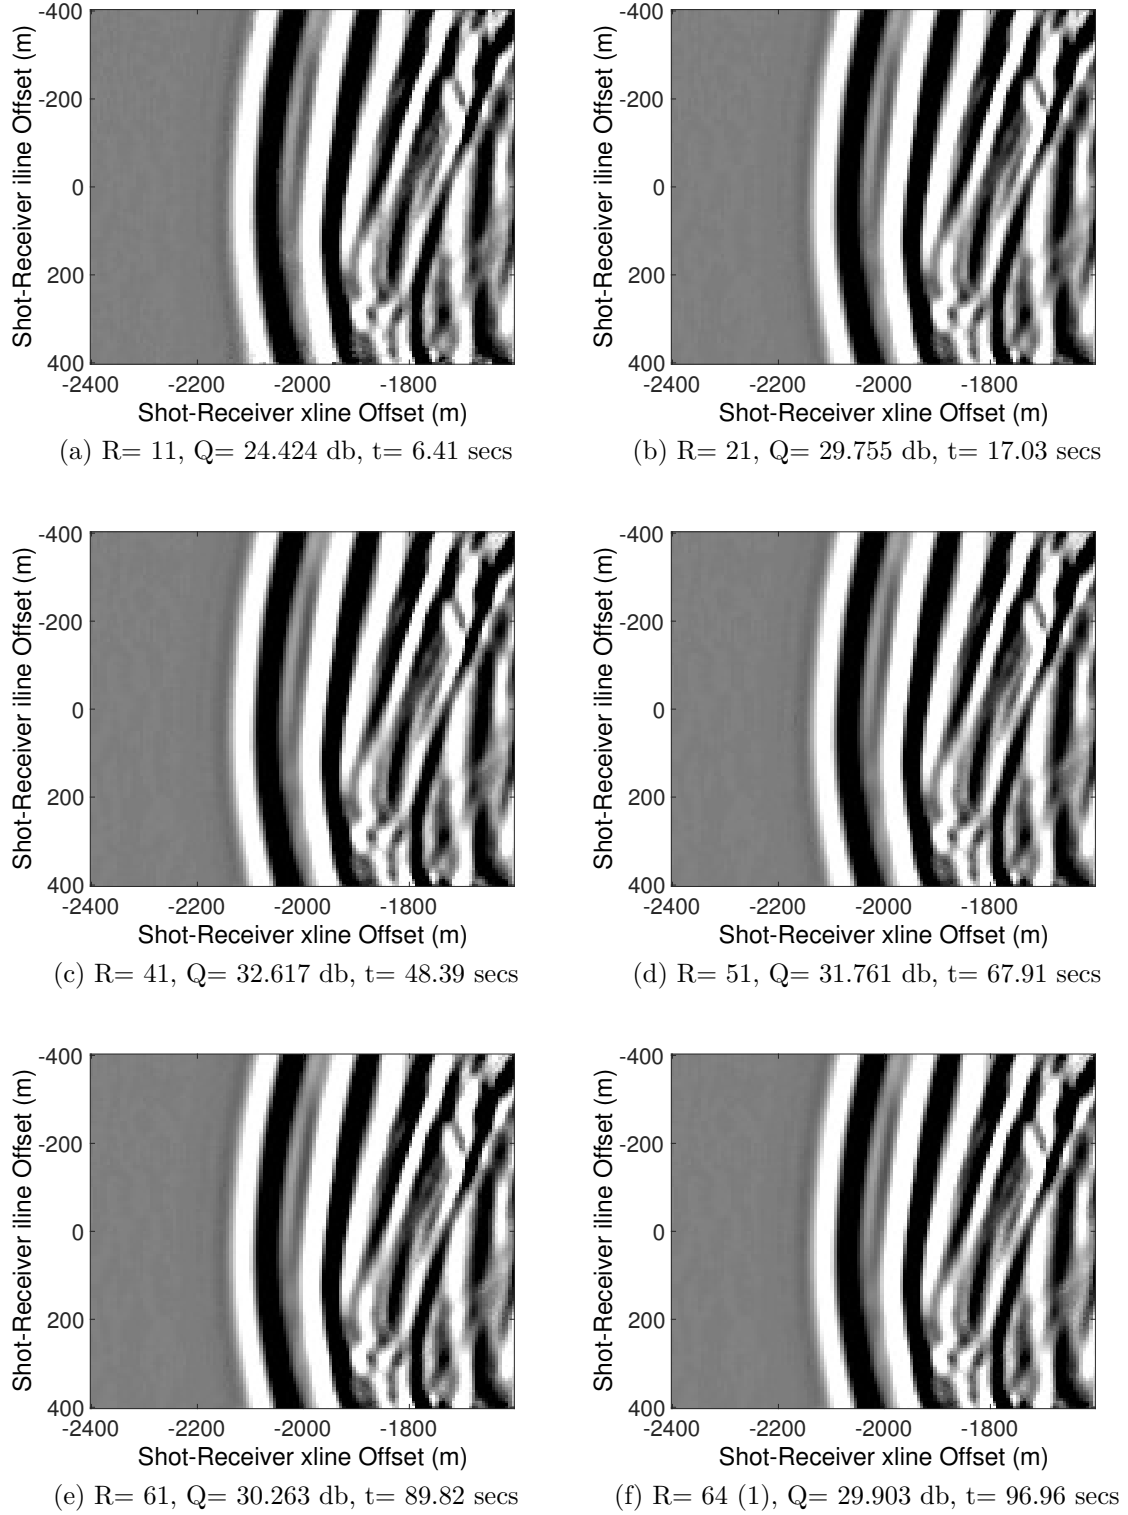 -400
-200
0
200
400
Shot-Receiver iline Offset (m)
-2400 -2200 -2000 -1800
Shot-Receiver xline Offset (m)
(a) R= 11, Q= 24.424 db, t= 6.41 secs
-400
-200
0
200
400
Shot-Receiver iline Offset (m)
-2400 -2200 -2000 -1800
Shot-Receiver xline Offset (m)
(b) R= 21, Q= 29.755 db, t= 17.03 secs
-400
-200
0
200
400
Shot-Receiver iline Offset (m)
-2400 -2200 -2000 -1800
Shot-Receiver xline Offset (m)
(c) R= 41, Q= 32.617 db, t= 48.39 secs
-400
-200
0
200
400
Shot-Receiver iline Offset (m)
-2400 -2200 -2000 -1800
Shot-Receiver xline Offset (m)
(d) R= 51, Q= 31.761 db, t= 67.91 secs
-400
-200
0
200
400
Shot-Receiver iline Offset (m)
-2400 -2200 -2000 -1800
Shot-Receiver xline Offset (m)
(e) R= 61, Q= 30.263 db, t= 89.82 secs
-400
-200
0
200
400
Shot-Receiver iline Offset (m)
-2400 -2200 -2000 -1800
Shot-Receiver xline Offset (m)
(f) R= 64 (1), Q= 29.903 db, t= 96.96 secs